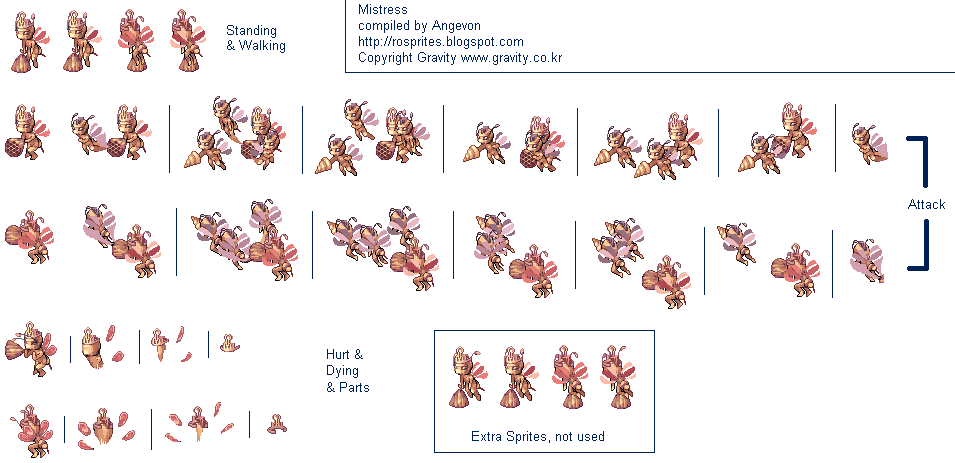 Mistress
compiled by Angevon
http://rosprites.blogspot.com
Copyright Gravity www.gravity.co.kr
Standing
& Walking
Attack
Hurt &
Dying
& Parts
Extra Sprites, not used